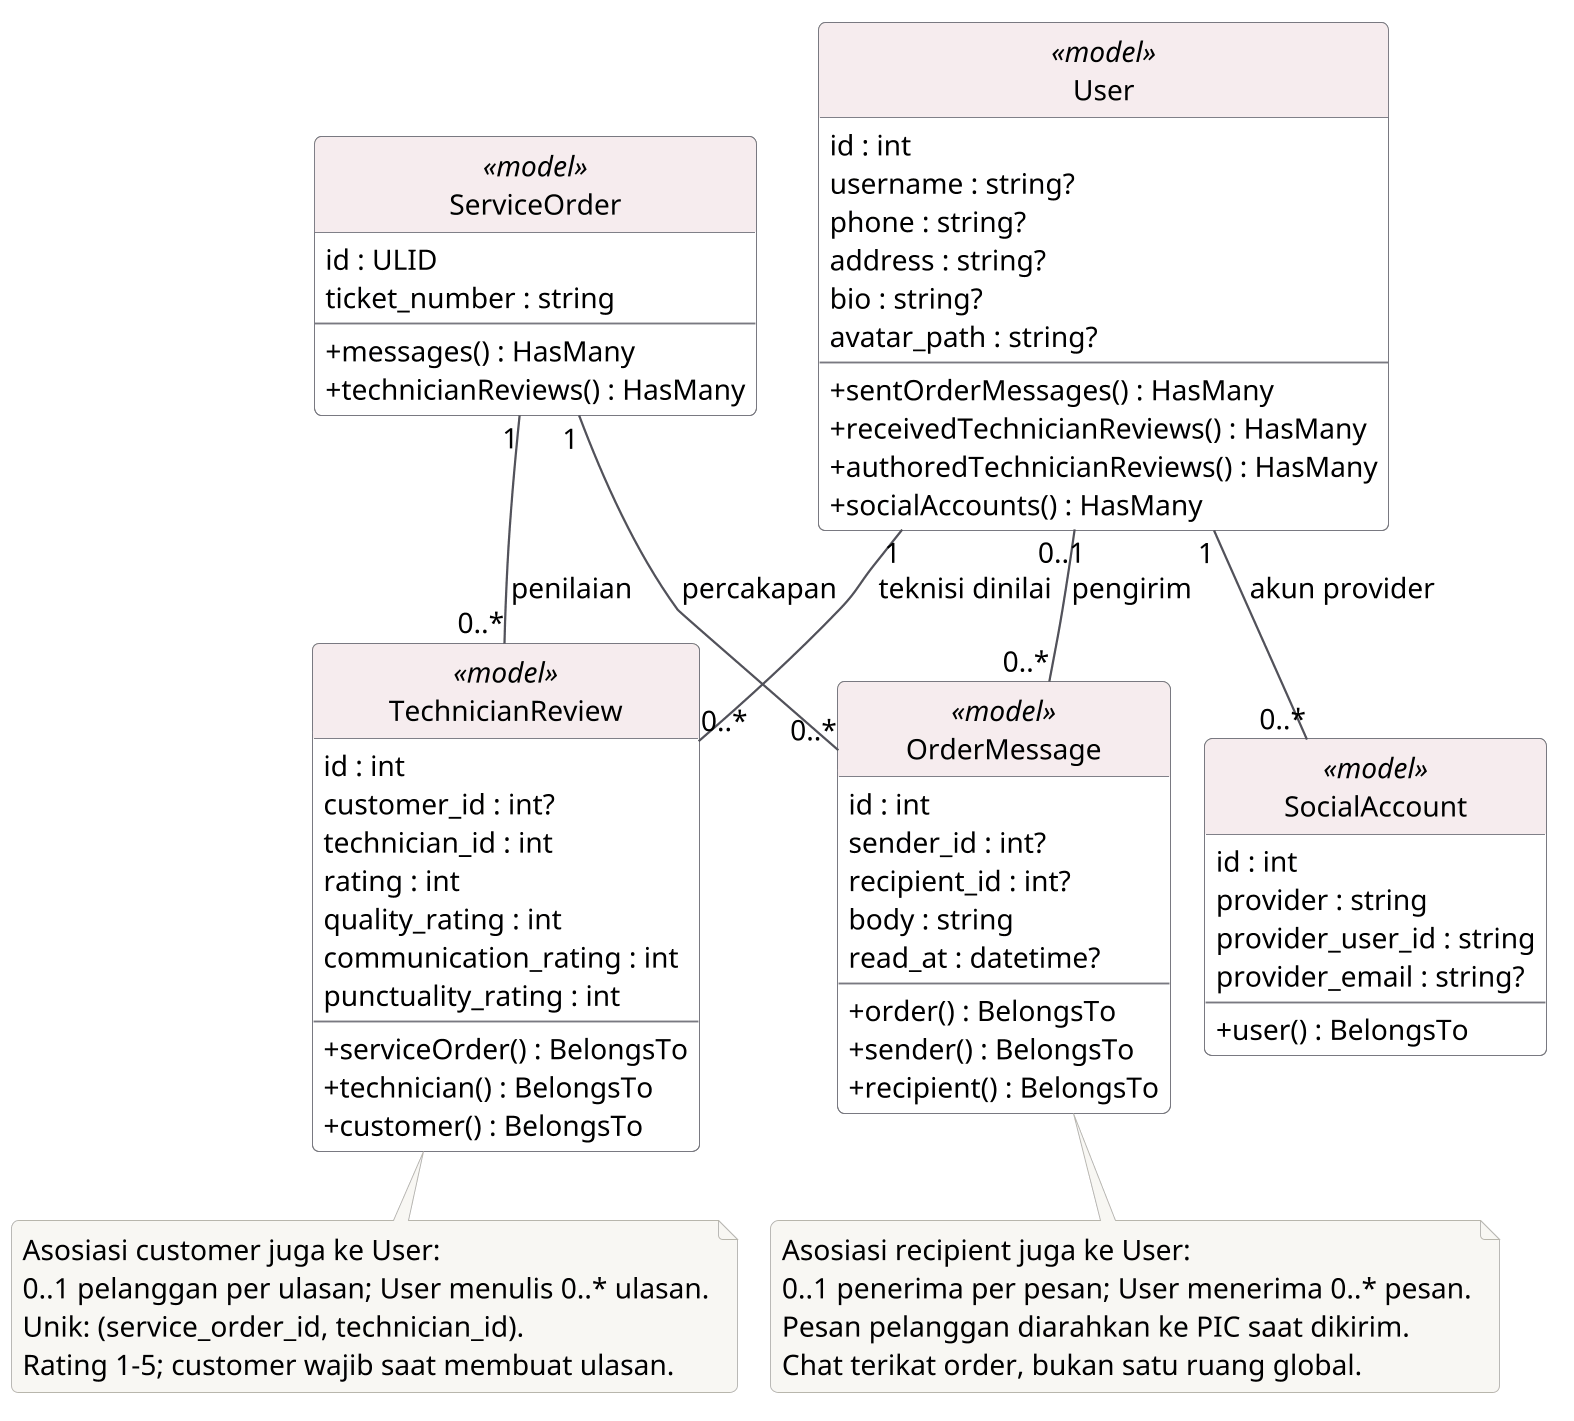 «model»
User
id : int
username : string?
phone : string?
address : string?
bio : string?
avatar_path : string?
+sentOrderMessages() : HasMany
+receivedTechnicianReviews() : HasMany
+authoredTechnicianReviews() : HasMany
+socialAccounts() : HasMany
«model»
ServiceOrder
id : ULID
ticket_number : string
+messages() : HasMany
+technicianReviews() : HasMany
1
1
1
0..1
1
penilaian
percakapan
teknisi dinilai
pengirim
akun provider
0..*
0..*
0..*
0..*
0..*
«model»
TechnicianReview
id : int
customer_id : int?
technician_id : int
rating : int
quality_rating : int
communication_rating : int
punctuality_rating : int
+serviceOrder() : BelongsTo
+technician() : BelongsTo
+customer() : BelongsTo
«model»
OrderMessage
id : int
sender_id : int?
recipient_id : int?
body : string
read_at : datetime?
+order() : BelongsTo
+sender() : BelongsTo
+recipient() : BelongsTo
«model»
SocialAccount
id : int
provider : string
provider_user_id : string
provider_email : string?
+user() : BelongsTo
Asosiasi customer juga ke User:
0..1 pelanggan per ulasan; User menulis 0..* ulasan.
Unik: (service_order_id, technician_id).
Rating 1-5; customer wajib saat membuat ulasan.
Asosiasi recipient juga ke User:
0..1 penerima per pesan; User menerima 0..* pesan.
Pesan pelanggan diarahkan ke PIC saat dikirim.
Chat terikat order, bukan satu ruang global.